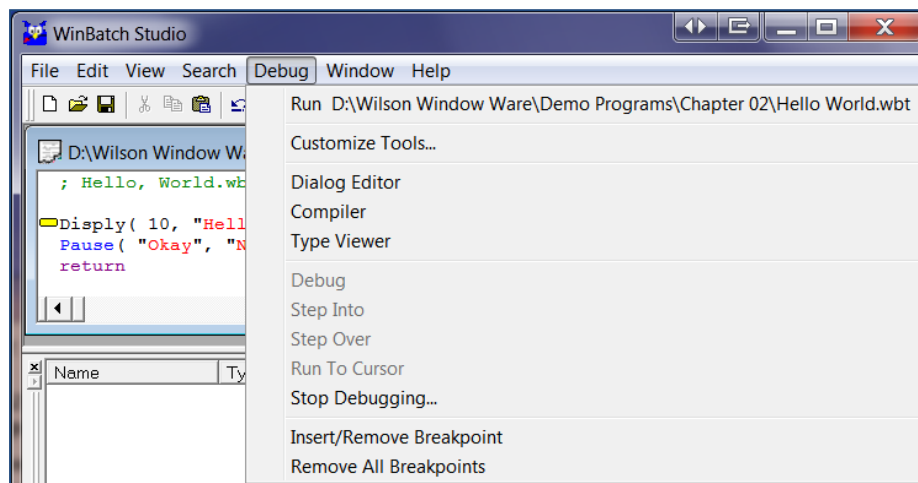 WinBatch Studio
File Edit View Search Debug Window Help
Run D:\Wilson Window Ware\Demo Programs\Chapter 02\Hello World.wbt
Customize Tools...
D:\Wilson Window Wa
; Hello, World.wb
Disply( 10, "Hell
Pause( "Okay", "N
return
Dialog Editor
Compiler
Type Viewer
Debug
Step Into
Step Over
Run To Cursor
Stop Debugging...
Insert/Remove Breakpoint
Remove All Breakpoints
Name Ty